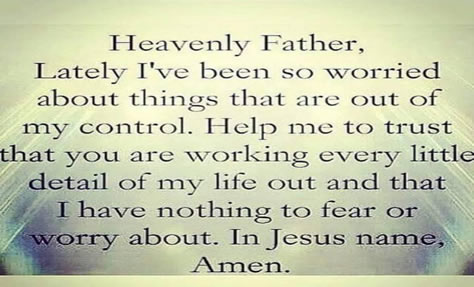 Heavenly Father,
Lately I've been so worried
about things that are out of
my control. Help me to trust
that you are working every little
detail of my life out and that
I have nothing to fear or
worry about. In Jesus name,
Amen.